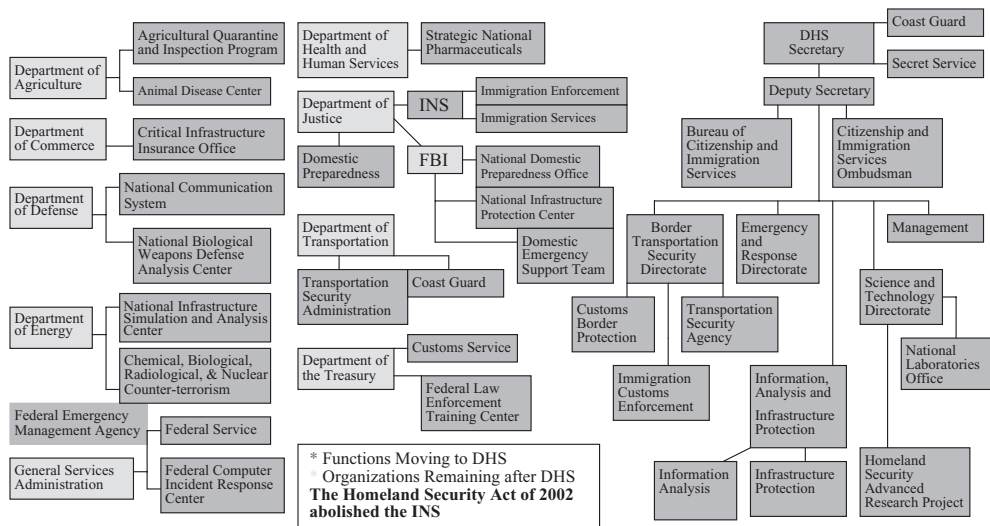 Department of
Agriculture
Agricultural Quarantine
and Inspection Program
Animal Disease Center
Department
of Commerce
Critical Infrastructure
Insurance Office
Department
of Defense
National Communication
System
National Biological
Weapons Defense
Analysis Center
Department
of Energy
National Infrastructure
Simulation and Analysis
Center
Chemical, Biological,
Radiological, & Nuclear
Counter-terrorism
Federal Emergency
Management Agency
Federal Service
General Services
Administration
Federal Computer
Incident Response
Center
Department of
Health and
Human Services
Strategic National
Pharmaceuticals
Department of
Justice
INS
Immigration Enforcement
Immigration Services
Domestic
Preparedness
FBI
National Domestic
Preparedness Office
National Infrastructure
Protection Center
Domestic
Emergency
Support Team
Department of
Transportation
Transportation
Security
Administration
Coast Guard
Department of
the Treasury
Customs Service
Federal Law
Enforcement
Training Center
* Functions Moving to DHS
* Organizations Remaining after DHS
The Homeland Security Act of 2002
abolished the INS
DHS
Secretary
Coast Guard
Secret Service
Deputy Secretary
Bureau of
Citizenship and
Immigration
Services
Citizenship and
Immigration
Services
Ombudsman
Border
Transportation
Security
Directorate
Emergency
and
Response
Directorate
Management
Science and
Technology
Directorate
Customs
Border
Protection
Transportation
Security
Agency
National
Laboratories
Office
Immigration
Customs
Enforcement
Information,
Analysis and
Infrastructure
Protection
Information
Analysis
Infrastructure
Protection
Homeland
Security
Advanced
Research Project